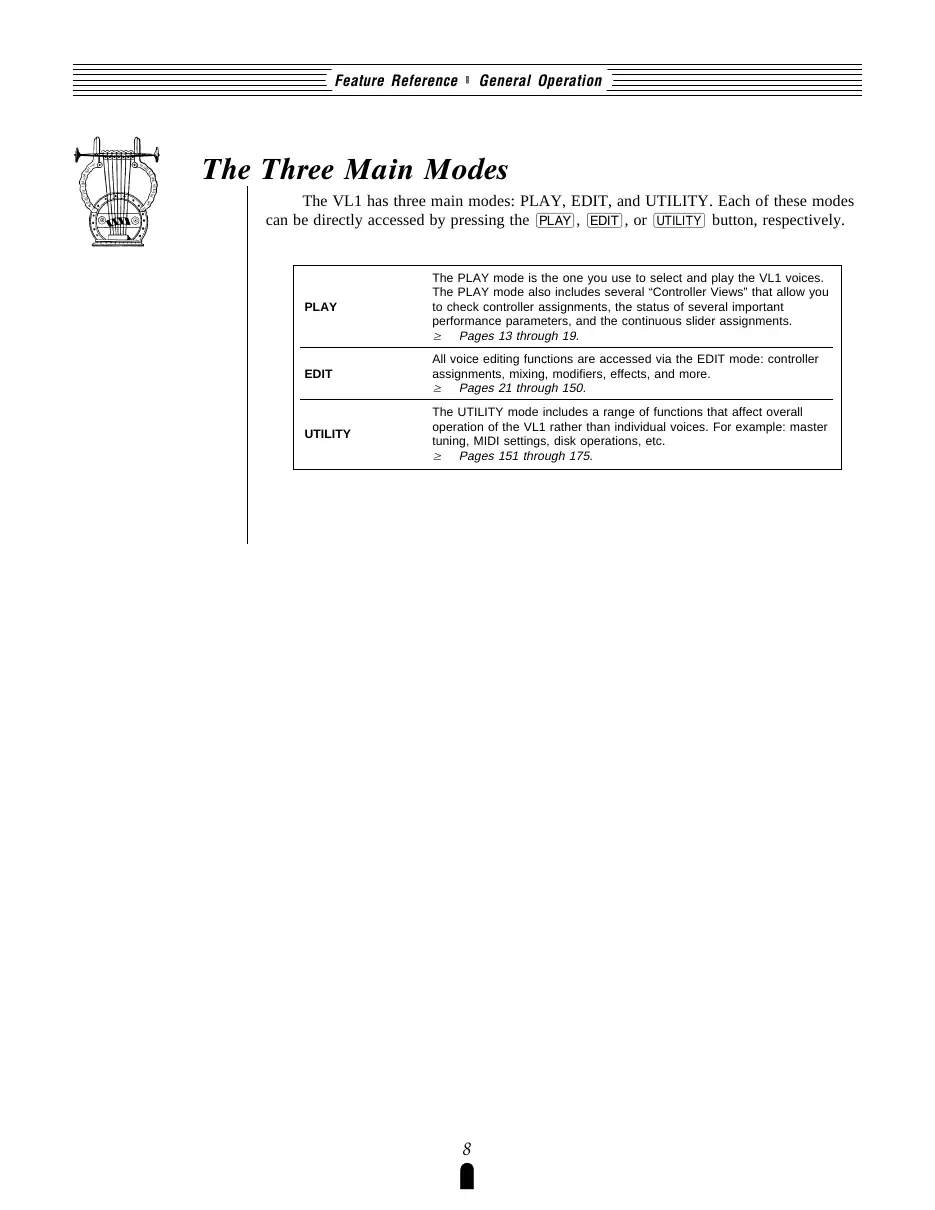 Feature Reference General Operation
The Three Main Modes
The VL1 has three main modes: PLAY, EDIT, and UTILITY. Each of these modes
can be directly accessed by pressing the PLAY, EDIT, or UTILITY button, respectively.
PLAY
The PLAY mode is the one you use to select and play the VL1 voices.
The PLAY mode also includes several “Controller Views” that allow you
to check controller assignments, the status of several important
performance parameters, and the continuous slider assignments.
≥ Pages 13 through 19.
EDIT
All voice editing functions are accessed via the EDIT mode: controller
assignments, mixing, modifiers, effects, and more.
≥ Pages 21 through 150.
UTILITY
The UTILITY mode includes a range of functions that affect overall
operation of the VL1 rather than individual voices. For example: master
tuning, MIDI settings, disk operations, etc.
≥ Pages 151 through 175.
8